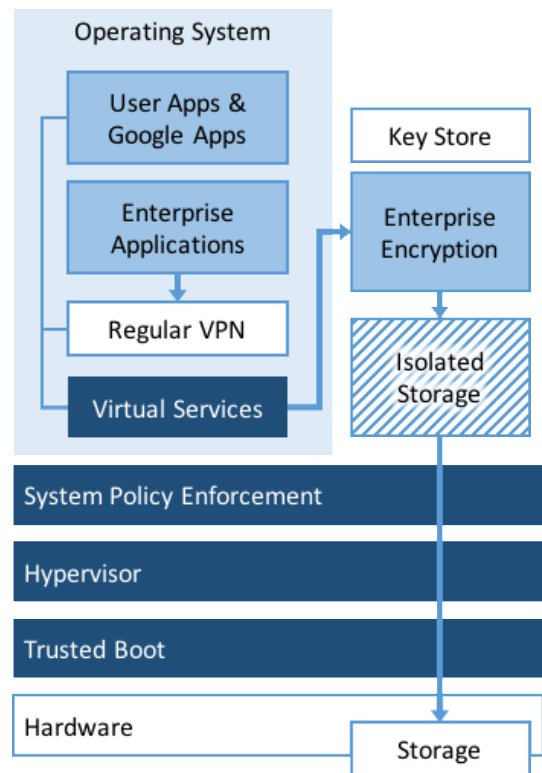 Operating System
User Apps &
Google Apps
Key Store
Enterprise
Applications
Enterprise
Encryption
Regular VPN
Isolated
Storage
Virtual Services
System Policy Enforcement
Hypervisor
Trusted Boot
Hardware
Storage